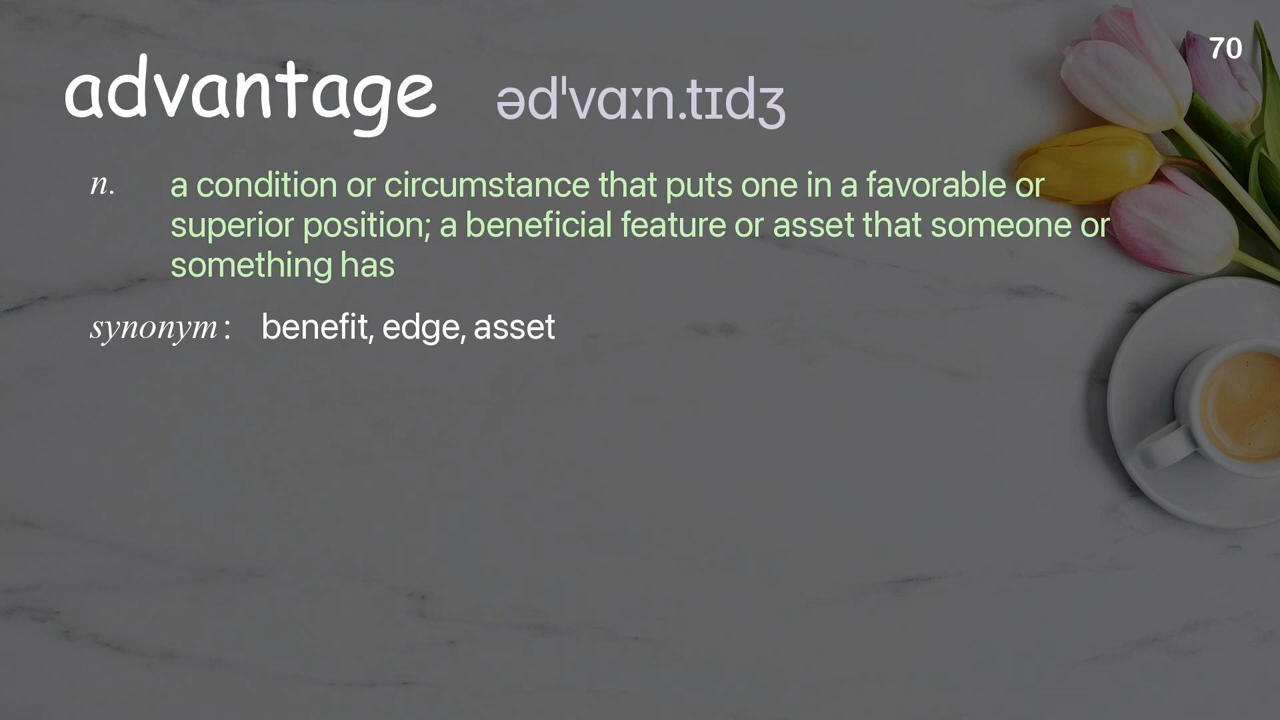 70
advantage ədˈvɑːn.tɪdʒ
n. a condition or circumstance that puts one in a favorable or
superior position; a beneficial feature or asset that someone or
something has
synonym : benefit, edge, asset